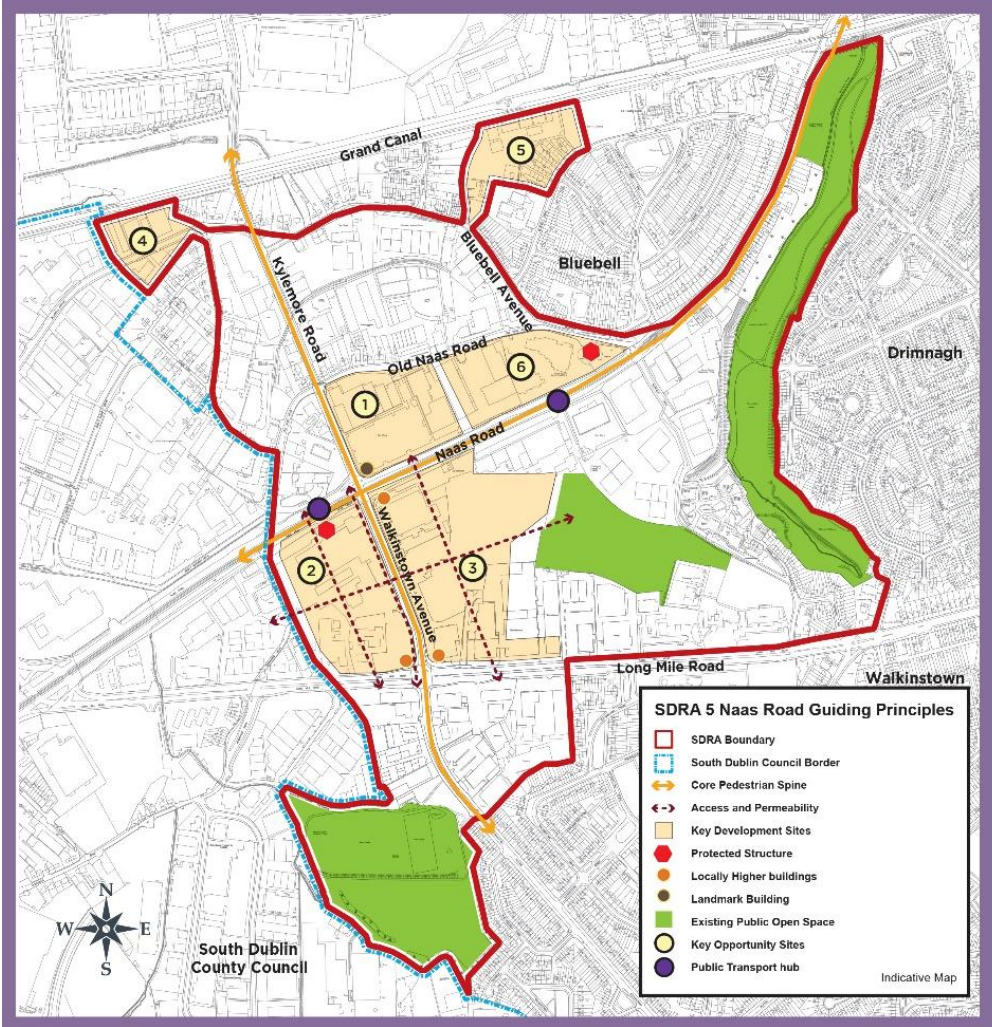 Grand Canal
5
4
Kylemore Road
Bluebell Avenue
Bluebell
Old Naas Road
6
1
Drimnagh
Naas Road
Walkinstown Avenue
2
3
Long Mile Road
Walkinstown
SDRA 5 Naas Road Guiding Principles
SDRA Boundary
South Dublin Council Border
Core Pedestrian Spine
Access and Permeability
Key Development Sites
Protected Structure
Locally Higher buildings
Landmark Building
Existing Public Open Space
Key Opportunity Sites
Public Transport hub
Indicative Map
N
W E
S
South Dublin
County Council